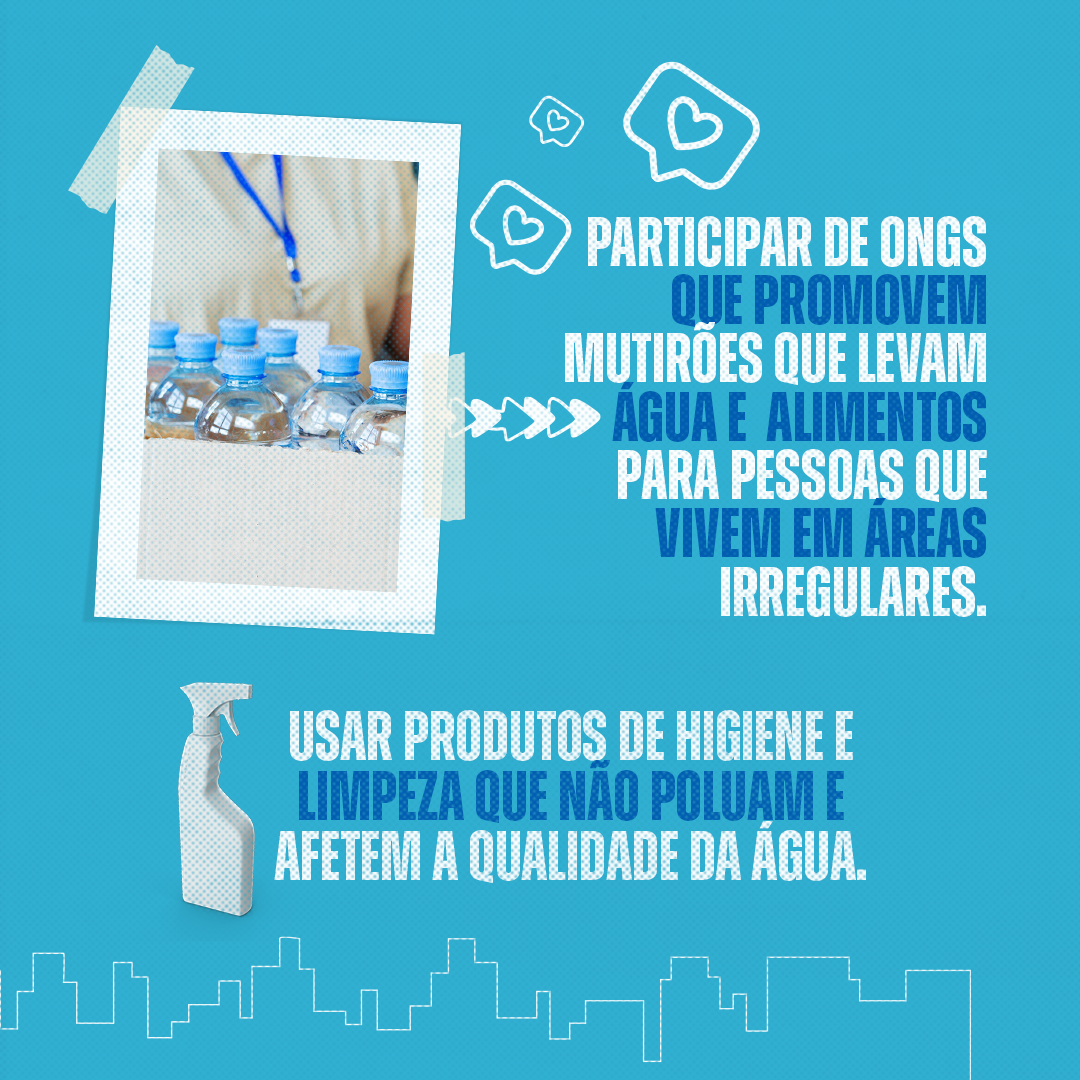 PARTICIPAR DE ONGS
QUE PROMOVEM
MUTIRÕES QUE LEVAM
ÁGUA E ALIMENTOS
PARA PESSOAS QUE
VIVEM EM ÁREAS
IRREGULARES.
USAR PRODUTOS DE HIGIENE E
LIMPEZA QUE NÃO POLUAM E
AFETEM A QUALIDADE DA ÁGUA.